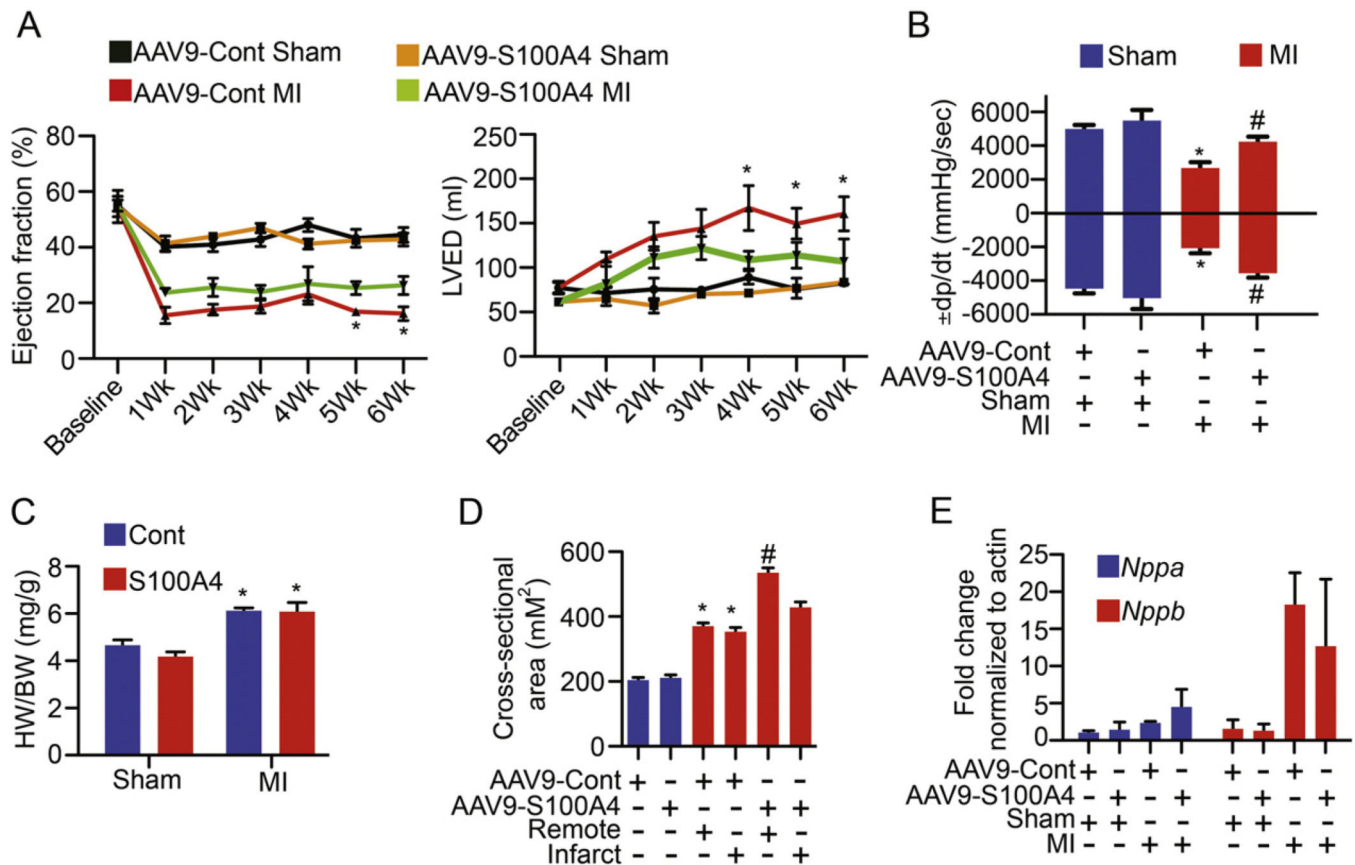 A
AAV9-Cont Sham
AAV9-S100A4 Sham
AAV9-Cont MI
AAV9-S100A4 MI
Ejection fraction (%)
80
60
40
20
0
* *
Baseline
1Wk
2Wk
3Wk
4Wk
5Wk
6Wk
LVED (ml)
250
200
150
100
50
0
* * *
Baseline
1Wk
2Wk
3Wk
4Wk
5Wk
6Wk
B
Sham MI
±dp/dt (mmHg/sec)
6000
4000
2000
0
-2000
-4000
-6000
* #
* #
AAV9-Cont + - + -
AAV9-S100A4 - + - +
Sham + + - -
MI - - + +
C
Cont
S100A4
HW/BW (mg/g)
8
6
4
2
0
* *
Sham MI
D
Cross-sectional
area (mM²)
600
400
200
0
* * #
AAV9-Cont + - + + - -
AAV9-S100A4 - + - - + +
Remote - - + - + -
Infarct - - - + - +
E
Nppa
Nppb
Fold change
normalized to actin
25
20
15
10
5
0
AAV9-Cont + - + - + - + -
AAV9-S100A4 - + - + - + - +
Sham + + - - + + - -
MI - - + + - - + +